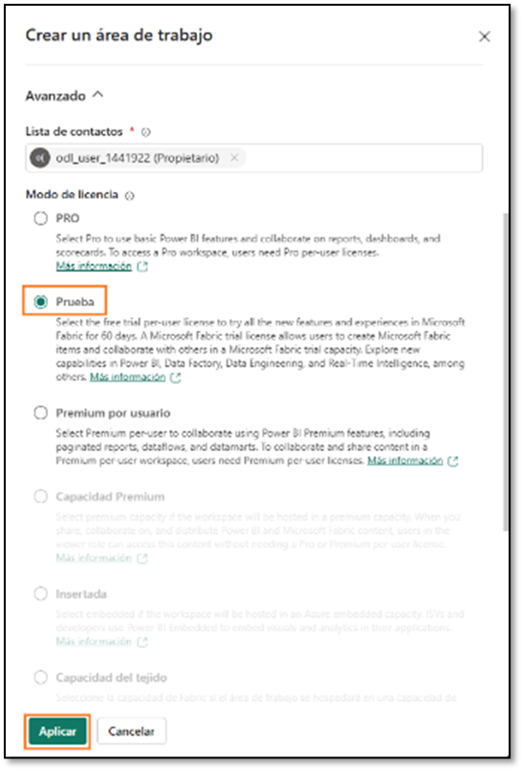 Crear un área de trabajo
Avanzado
Lista de contactos *
odl_user_1441922 (Propietario)
Modo de licencia
PRO
Select Pro to use basic Power BI features and collaborate on reports, dashboards, and
scorecards. To access a Pro workspace, users need Pro per-user licenses.
Más información
Prueba
Select the free trial per-user license to try all the new features and experiences in Microsoft
Fabric for 60 days. A Microsoft Fabric trial license allows users to create Microsoft Fabric
items and collaborate with others in a Microsoft Fabric trial capacity. Explore new
capabilities in Power BI, Data Factory, Data Engineering, and Real-Time Intelligence, among
others. Más información
Premium por usuario
Select Premium per-user to collaborate using Power BI Premium features, including
paginated reports, dataflows, and datamarts. To collaborate and share content in a
Premium per-user workspace, users need Premium per-user licenses. Más información
Capacidad Premium
Select premium capacity if the workspace will be hosted in a premium capacity. When you
share, collaborate on, and distribute Power BI and Microsoft Fabric content, users in the
viewer role can access this content without needing a Pro or Premium per-user license.
Más información
Insertada
Select embedded if the workspace will be hosted in an Azure embedded capacity. ISVs and
developers use Power BI Embedded to embed visuals and analytics in their applications.
Más información
Capacidad del tejido
Seleccione la capacidad de Fabric si el área de trabajo se hospedará en una capacidad de
Aplicar
Cancelar